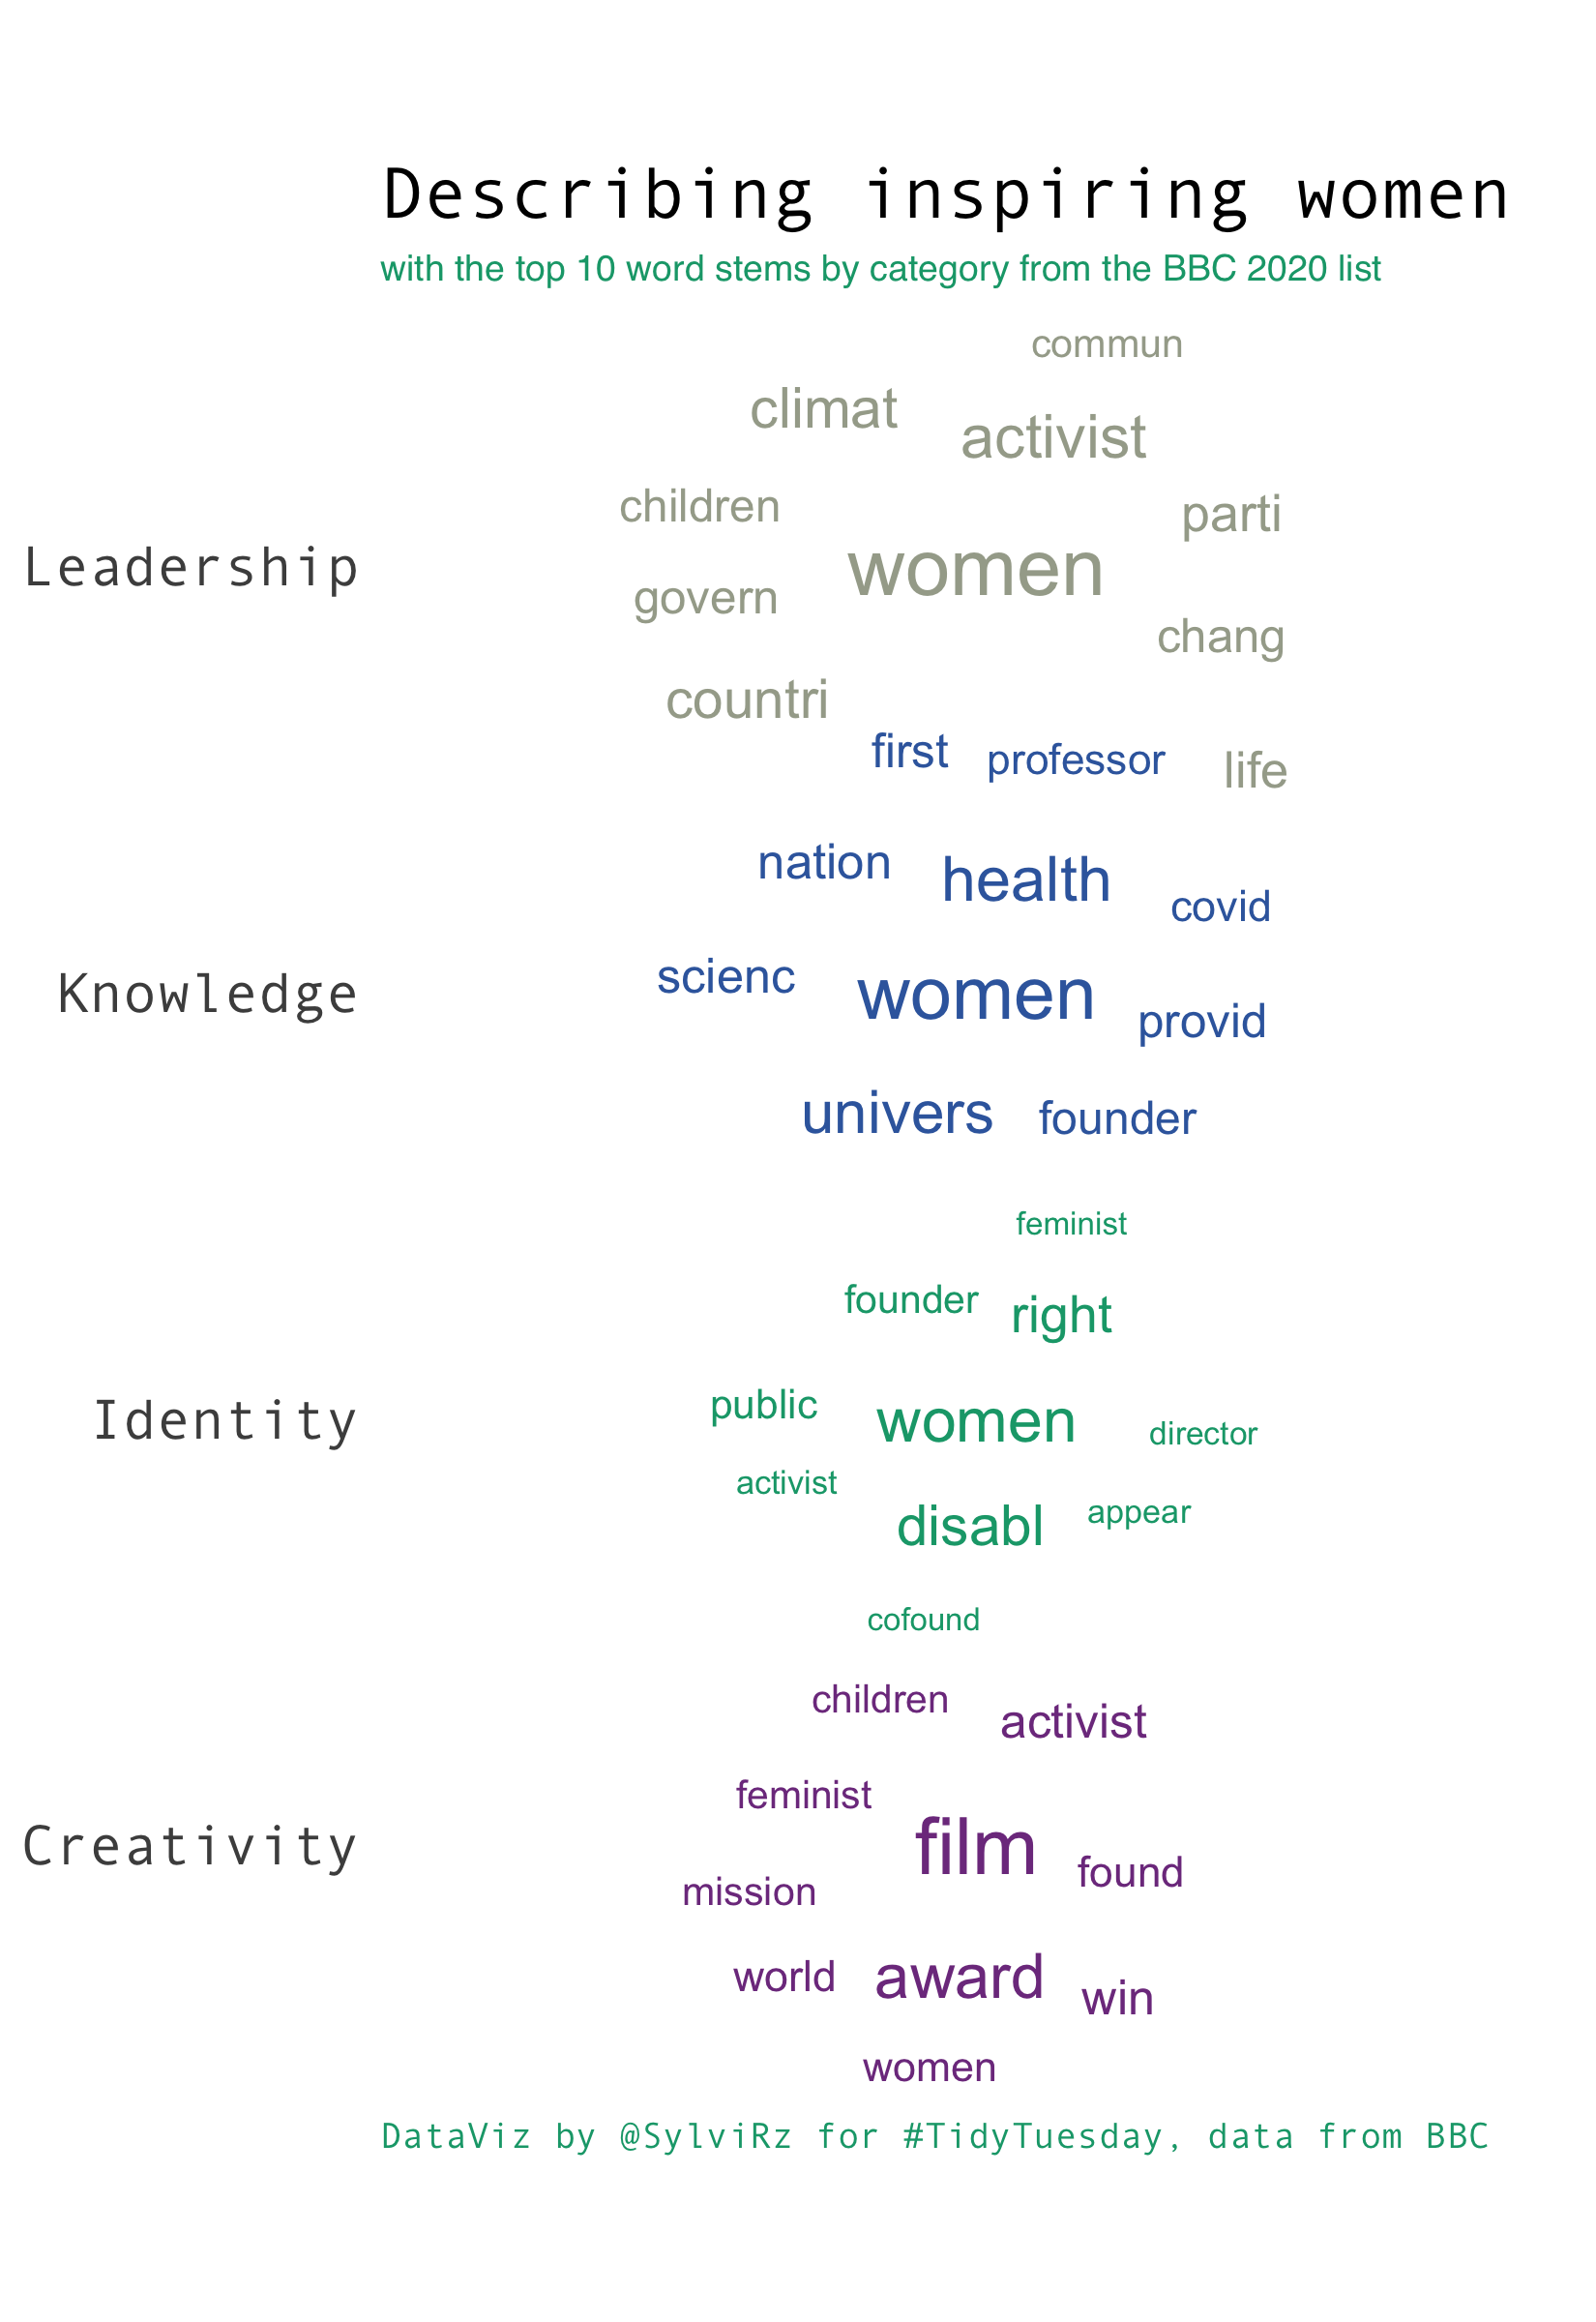 Describing inspiring women
with the top 10 word stems by category from the BBC 2020 list
Leadership
commun
climat
activist
children
parti
women
govern
chang
countri
life
Knowledge
first
professor
nation
health
covid
scienc
women
provid
univers
founder
Identity
feminist
founder
right
public
women
director
activist
disabl
appear
cofound
Creativity
children
activist
feminist
film
found
mission
world
award
win
women
DataViz by @SylviRz for #TidyTuesday, data from BBC